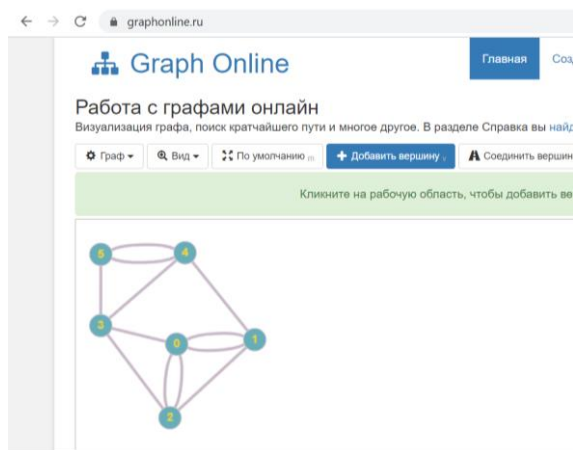 graphonline.ru
Graph Online
Главная Соз
Работа с графами онлайн
Визуализация графа, поиск кратчайшего пути и многое другое. В разделе Справка вы найд
Граф Вид По умолчанию m Добавить вершину v Соединить вершин
Кликните на рабочую область, чтобы добавить ве
5 4
3
0 1
2